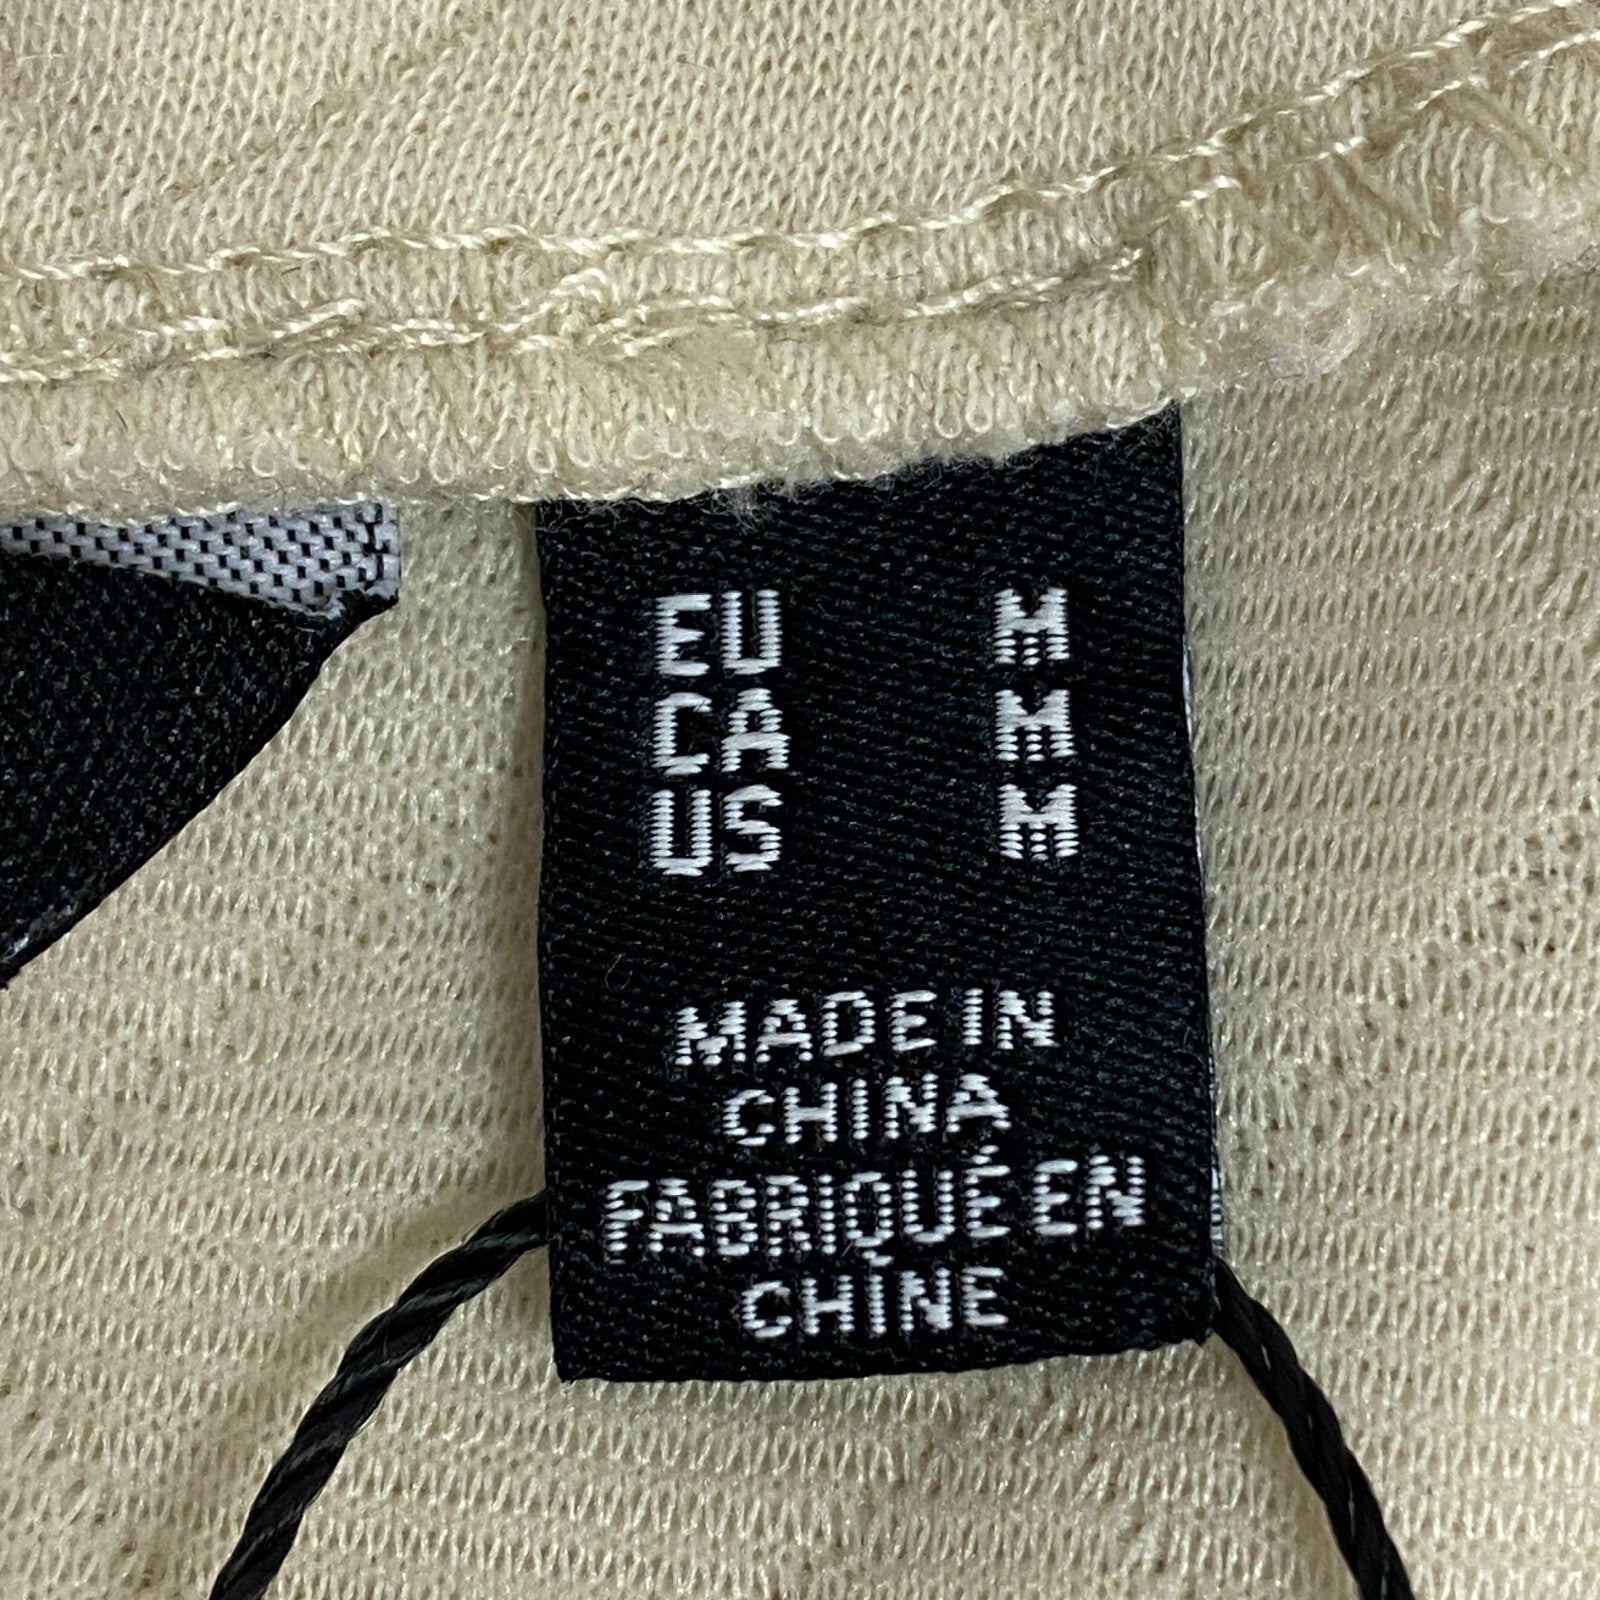 EU M
CA M
US M
MADE IN
CHINA
FABRIQUÉ EN
CHINE